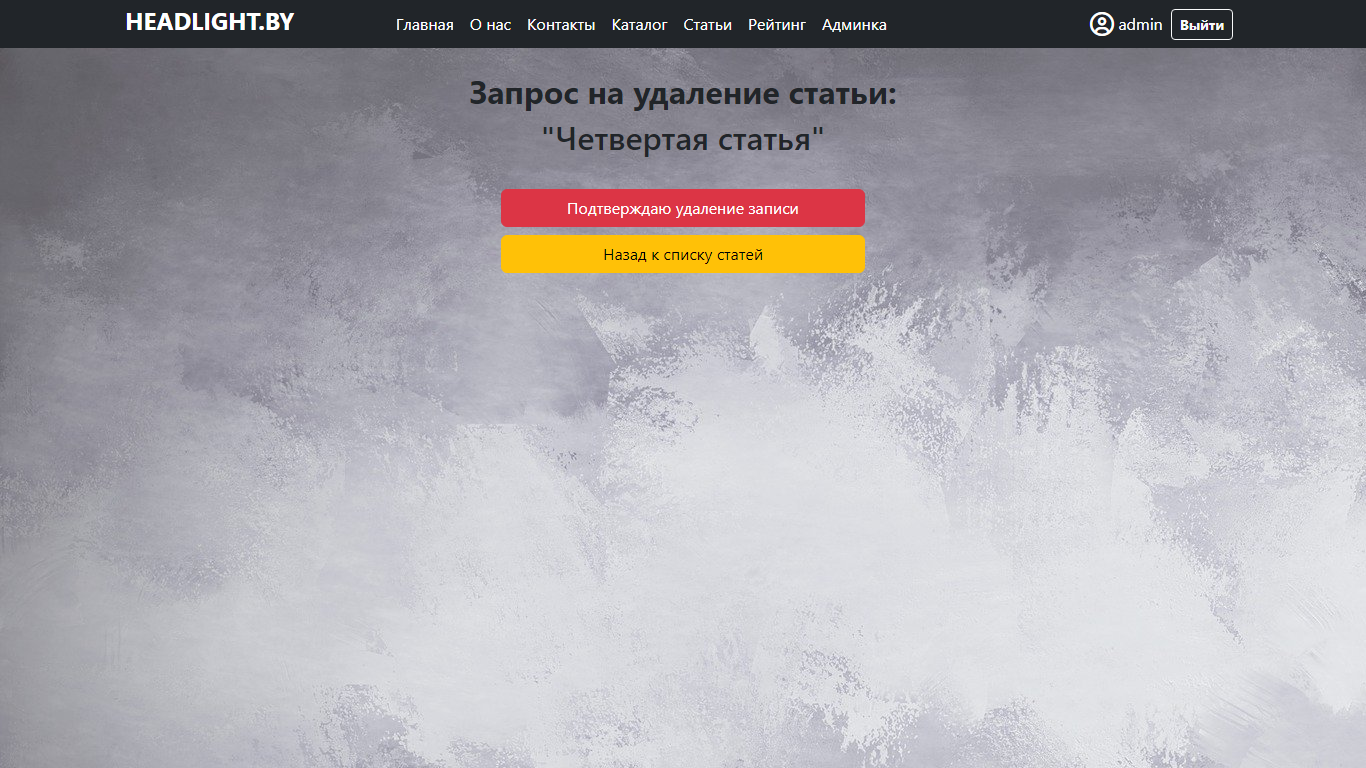 HEADLIGHT.BY
Главная О нас Контакты Каталог Статьи Рейтинг Админка
admin Выйти
Запрос на удаление статьи:
"Четвертая статья"
Подтверждаю удаление записи
Назад к списку статей